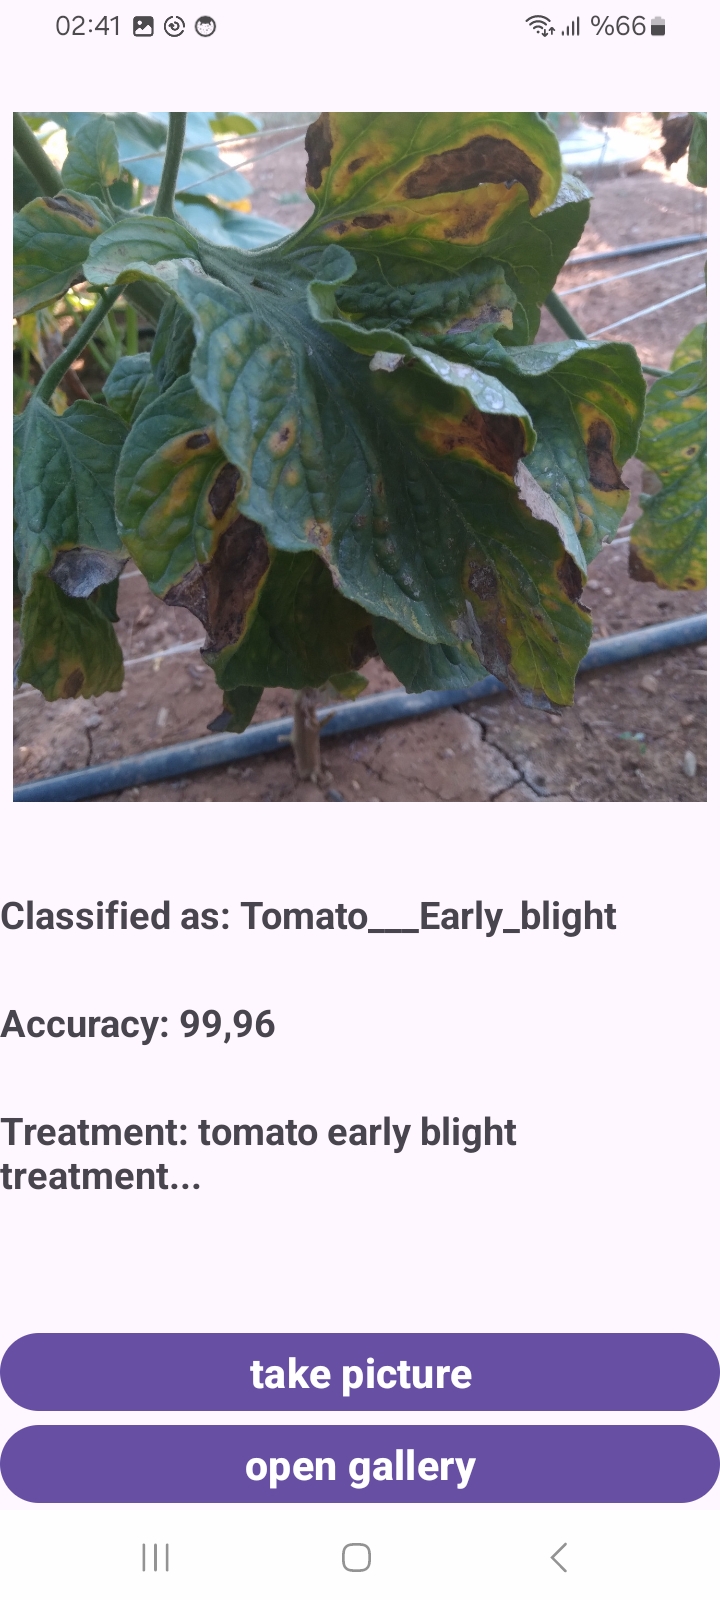 02:41 %66
Classified as: Tomato___Early_blight
Accuracy: 99,96
Treatment: tomato early blight
treatment...
take picture
open gallery